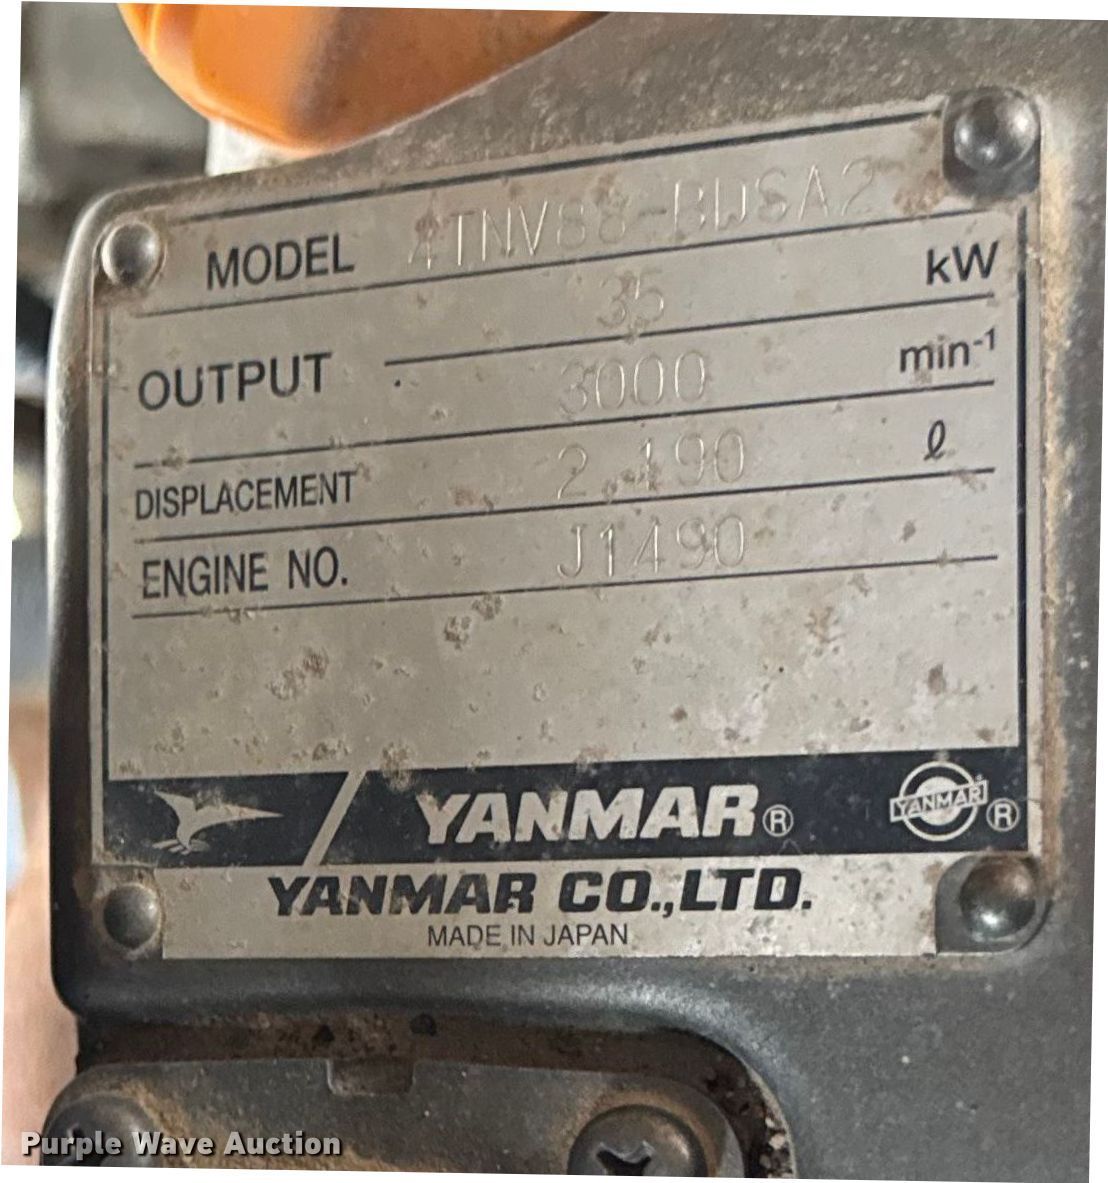 MODEL 4TNV88-BDSA2
35 kW
OUTPUT
3000 min⁻¹
DISPLACEMENT 2.490 ℓ
ENGINE NO. J1490
YANMAR® YANMAR®
YANMAR CO.,LTD.
MADE IN JAPAN
Purple Wave Auction